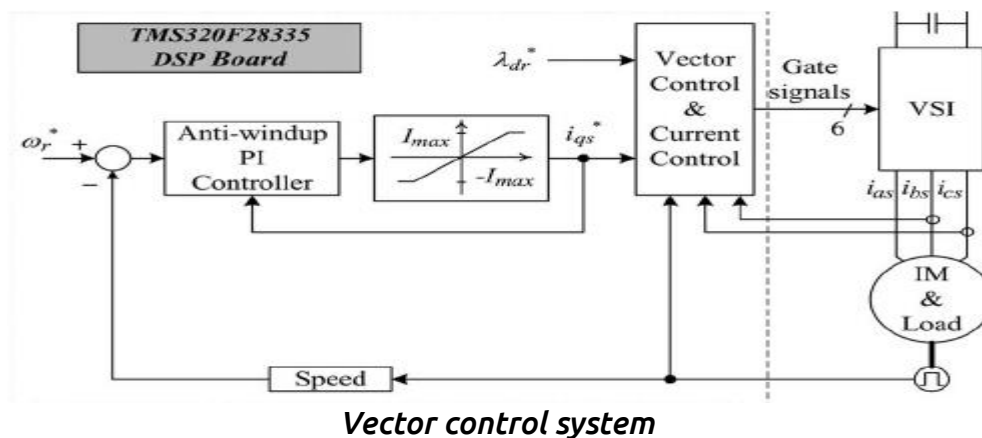 TMS320F28335
DSP Board
λdr*
Vector
Control
&
Current
Control
Gate
signals
6
VSI
ωr*
+
−
Anti-windup
PI
Controller
Imax
-Imax
iqs*
ias ibs ics
IM
&
Load
Speed
Vector control system